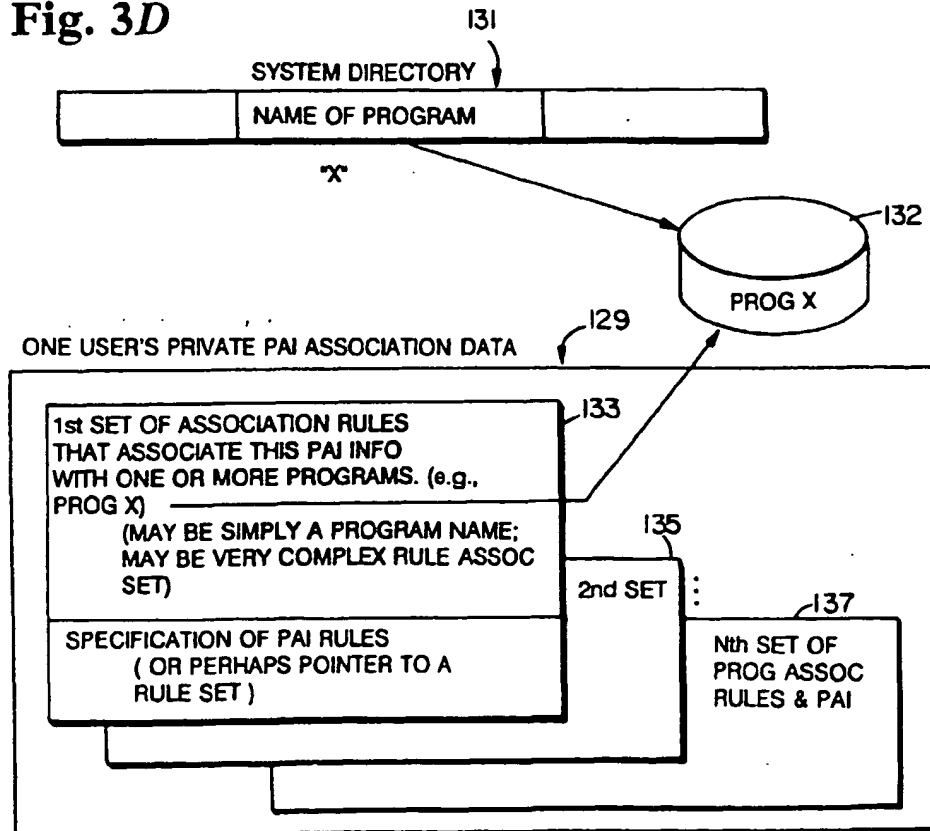 Fig. 3D
131
SYSTEM DIRECTORY
NAME OF PROGRAM
"X"
132
PROG X
129
ONE USER'S PRIVATE PAI ASSOCIATION DATA
133
1st SET OF ASSOCIATION RULES
THAT ASSOCIATE THIS PAI INFO
WITH ONE OR MORE PROGRAMS. (e.g.,
PROG X)
(MAY BE SIMPLY A PROGRAM NAME;
MAY BE VERY COMPLEX RULE ASSOC
SET)
SPECIFICATION OF PAI RULES
( OR PERHAPS POINTER TO A
RULE SET )
135
2nd SET
137
Nth SET OF
PROG ASSOC
RULES & PAI